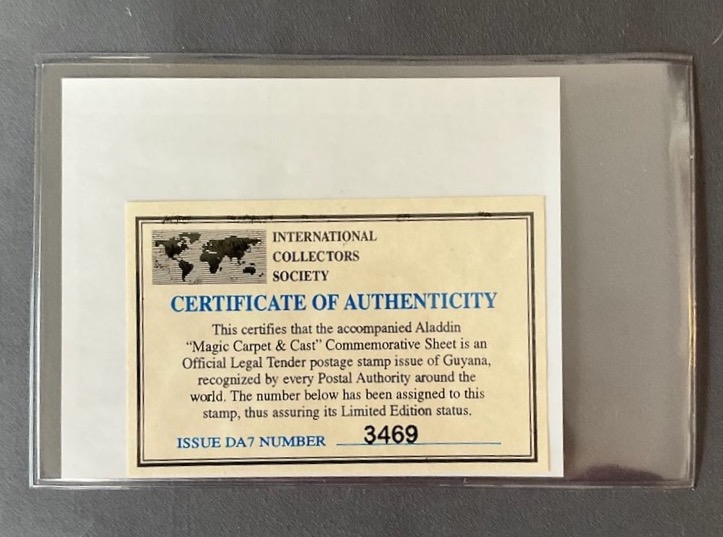 INTERNATIONAL
COLLECTORS
SOCIETY
CERTIFICATE OF AUTHENTICITY
This certifies that the accompanied Aladdin
“Magic Carpet & Cast” Commemorative Sheet is an
Official Legal Tender postage stamp issue of Guyana,
recognized by every Postal Authority around the
world. The number below has been assigned to this
stamp, thus assuring its Limited Edition status.
ISSUE DA7 NUMBER 3469